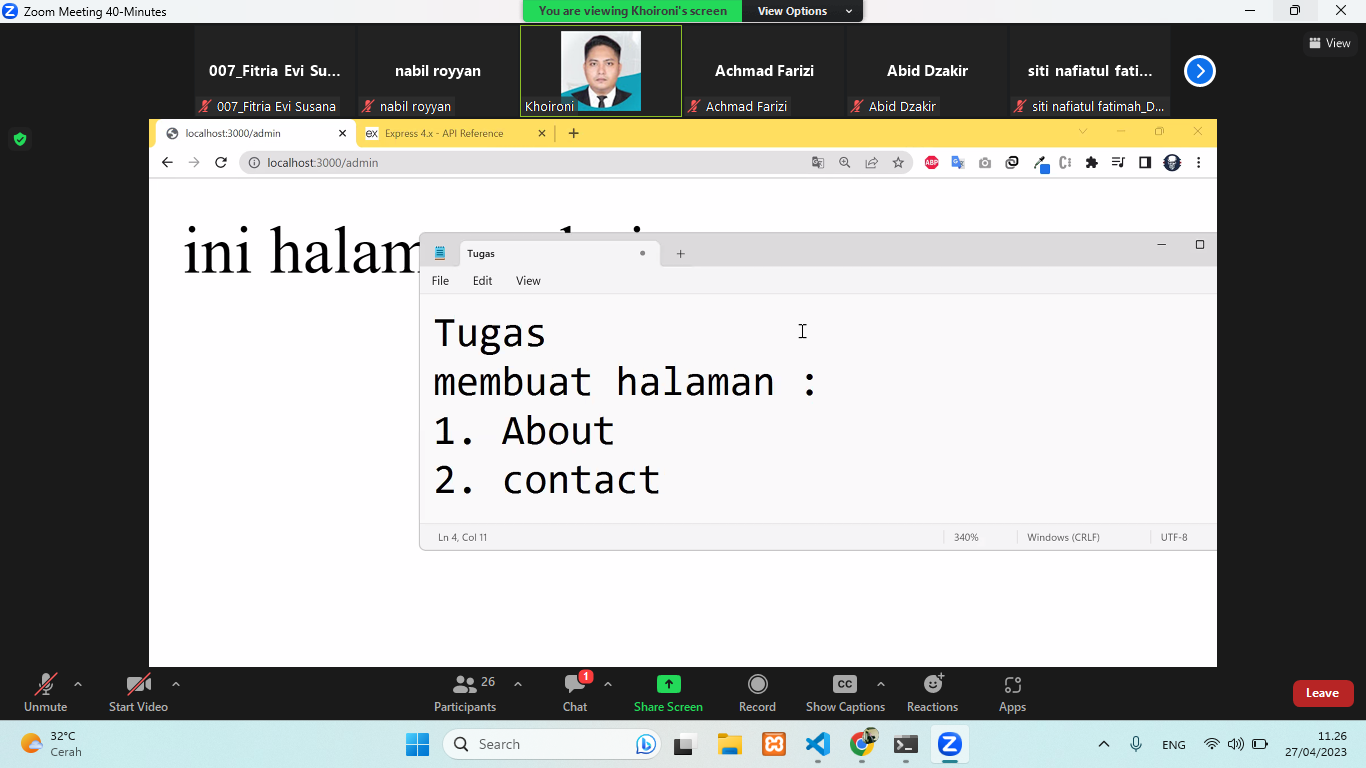 Zoom Meeting 40-Minutes
You are viewing Khoironi's screen
View Options
View
007_Fitria Evi Su...
nabil royyan
Achmad Farizi
Abid Dzakir
siti nafiatul fati...
007_Fitria Evi Susana
nabil royyan
Khoironi
Achmad Farizi
Abid Dzakir
siti nafiatul fatimah_D...
localhost:3000/admin
ex
Express 4.x - API Reference
localhost:3000/admin
ABP
ini halam
Tugas
File
Edit
View
Tugas
membuat halaman :
1. About
2. contact
Ln 4, Col 11
340%
Windows (CRLF)
UTF-8
Unmute
Start Video
26
Participants
1
Chat
Share Screen
Record
CC
Show Captions
Reactions
Apps
Leave
32°C
Cerah
Search
ENG
11.26
27/04/2023